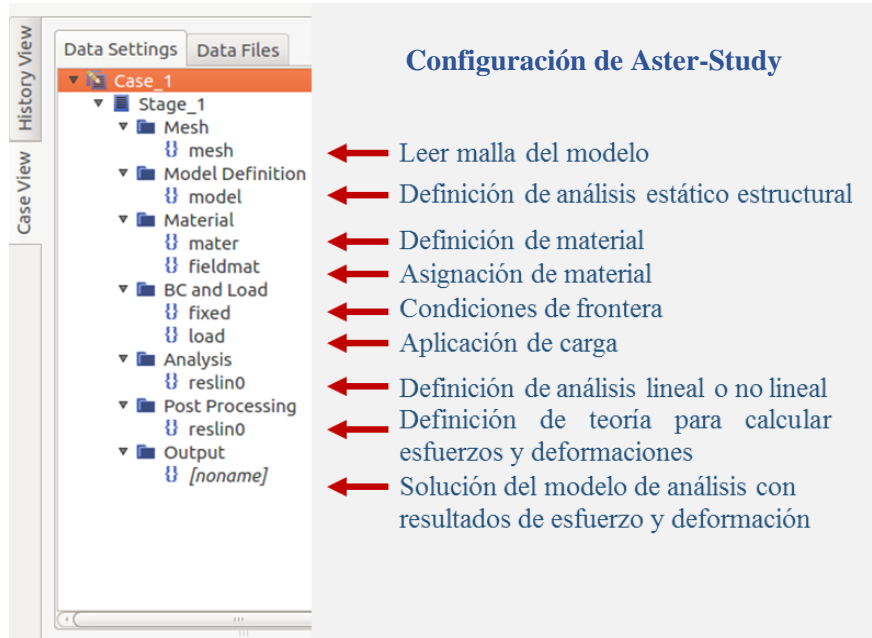 History View
Case View
Data Settings
Data Files
Case_1
Stage_1
Mesh
mesh
Model Definition
model
Material
mater
fieldmat
BC and Load
fixed
load
Analysis
reslin0
Post Processing
reslin0
Output
[noname]
Configuración de Aster-Study
Leer malla del modelo
Definición de análisis estático estructural
Definición de material
Asignación de material
Condiciones de frontera
Aplicación de carga
Definición de análisis lineal o no lineal
Definición de teoría para calcular
esfuerzos y deformaciones
Solución del modelo de análisis con
resultados de esfuerzo y deformación